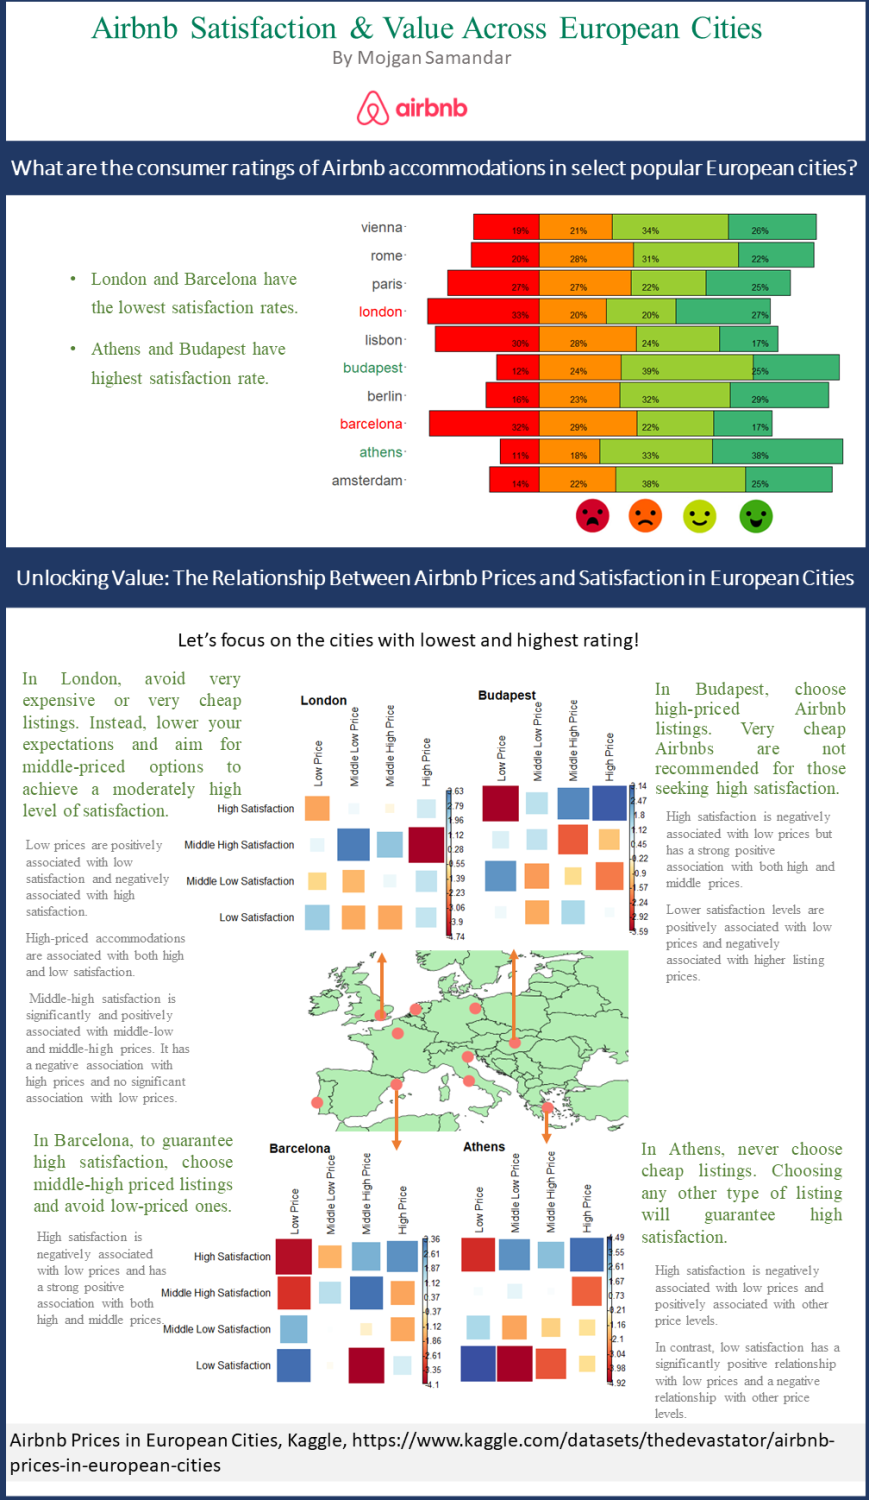 Airbnb Satisfaction & Value Across European Cities
By Mojgan Samandar
airbnb
What are the consumer ratings of Airbnb accommodations in select popular European cities?
• London and Barcelona have
the lowest satisfaction rates.
• Athens and Budapest have
highest satisfaction rate.
vienna 19% 21% 34% 26%
rome 20% 28% 31% 22%
paris 27% 27% 22% 25%
london 33% 20% 20% 27%
lisbon 30% 28% 24% 17%
budapest 12% 24% 39% 25%
berlin 16% 23% 32% 29%
barcelona 32% 29% 22% 17%
athens 11% 18% 33% 38%
amsterdam 14% 22% 38% 25%
Unlocking Value: The Relationship Between Airbnb Prices and Satisfaction in European Cities
Let's focus on the cities with lowest and highest rating!
In London, avoid very
expensive or very cheap
listings. Instead, lower your
expectations and aim for
middle-priced options to
achieve a moderately high
level of satisfaction.
Low prices are positively
associated with low
satisfaction and negatively
associated with high
satisfaction.
High-priced accommodations
are associated with both high
and low satisfaction.
Middle-high satisfaction is
significantly and positively
associated with middle-low
and middle-high prices. It has
a negative association with
high prices and no significant
association with low prices.
London
Low Price
Middle Low Price
Middle High Price
High Price
High Satisfaction
Middle High Satisfaction
Middle Low Satisfaction
Low Satisfaction
3.63
2.79
1.96
1.12
0.28
-0.55
-1.39
-2.23
-3.06
-3.9
-4.74
Budapest
Low Price
Middle Low Price
Middle High Price
High Price
3.14
2.47
1.8
1.12
0.45
-0.22
-0.9
-1.57
-2.24
-2.92
-3.59
In Budapest, choose
high-priced Airbnb
listings. Very cheap
Airbnbs are not
recommended for those
seeking high satisfaction.
High satisfaction is negatively
associated with low prices but
has a strong positive
association with both high and
middle prices.
Lower satisfaction levels are
positively associated with low
prices and negatively
associated with higher listing
prices.
In Barcelona, to guarantee
high satisfaction, choose
middle-high priced listings
and avoid low-priced ones.
High satisfaction is
negatively associated
with low prices and has
a strong positive
association with both
high and middle prices.
Barcelona
Low Price
Middle Low Price
Middle High Price
High Price
High Satisfaction
Middle High Satisfaction
Middle Low Satisfaction
Low Satisfaction
3.36
2.61
1.87
1.12
0.37
-0.37
-1.12
-1.86
-2.61
-3.35
-4.1
Athens
Low Price
Middle Low Price
Middle High Price
High Price
4.49
3.55
2.61
1.67
0.73
-0.21
-1.16
-2.1
-3.04
-3.98
-4.92
In Athens, never choose
cheap listings. Choosing
any other type of listing
will guarantee high
satisfaction.
High satisfaction is negatively
associated with low prices and
positively associated with other
price levels.
In contrast, low satisfaction has a
significantly positive relationship
with low prices and a negative
relationship with other price
levels.
Airbnb Prices in European Cities, Kaggle, https://www.kaggle.com/datasets/thedevastator/airbnb-
prices-in-european-cities